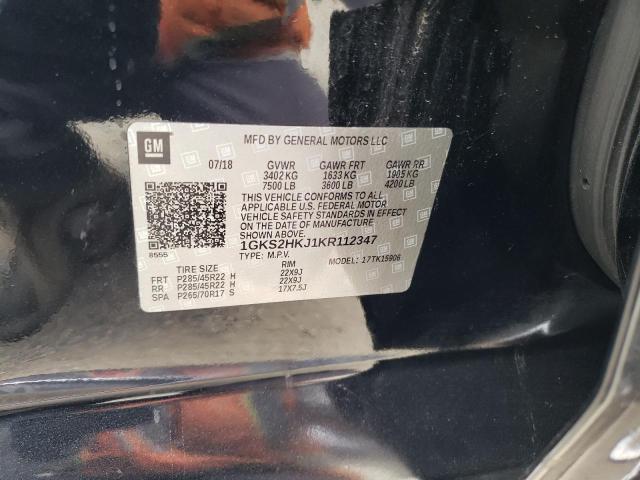 GM
MFD BY GENERAL MOTORS LLC
07/18 GVWR GAWR FRT GAWR RR
3402 KG 1633 KG 1905 KG
7500 LB 3600 LB 4200 LB
THIS VEHICLE CONFORMS TO ALL
APPLICABLE U.S. FEDERAL MOTOR
VEHICLE SAFETY STANDARDS IN EFFECT
ON THE DATE OF MANUFACTURE
SHOWN ABOVE.
1GKS2HKJ1KR112347
8555 TYPE: M.P.V. MODEL: 17TK15906
TIRE SIZE RIM
FRT P285/45R22 H 22X9J
RR P285/45R22 H 22X9J
SPA P265/70R17 S 17X7.5J